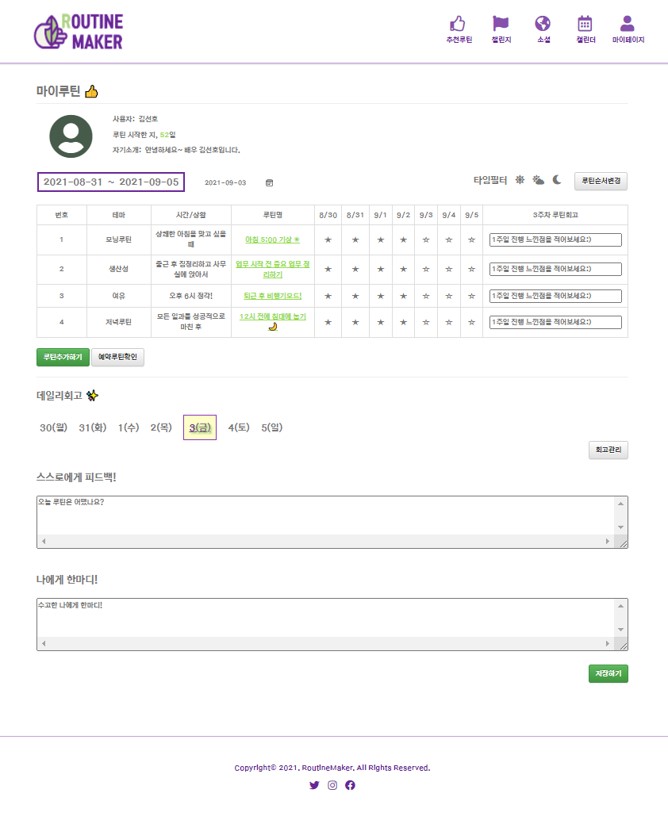 ROUTINE
MAKER
추천루틴 챌린지 소셜 캘린더 마이페이지
마이루틴 👍
사용자: 김선호
루틴 시작한 지, 52일
자기소개: 안녕하세요~ 배우 김선호입니다.
2021-08-31 ~ 2021-09-05 2021-09-03 타임필터 루틴순서변경
번호 테마 시간/상황 루틴명 8/30 8/31 9/1 9/2 9/3 9/4 9/5 3주차 루틴회고
1 모닝루틴 상쾌한 아침을 맞고 싶을 때 아침 8:00 기상 ☀ ★ ★ ★ ★ ☆ ☆ ☆ 1주일 진행 느낀점을 적어보세요:)
2 생산성 출근 후 집정리하고 사무실에 앉아서 업무 시작 전 중요 업무 정리하기 ★ ★ ★ ★ ☆ ☆ ☆ 1주일 진행 느낀점을 적어보세요:)
3 여유 오후 6시 정각! 퇴근 후 비행기모드! ★ ★ ★ ★ ☆ ☆ ☆ 1주일 진행 느낀점을 적어보세요:)
4 저녁루틴 모든 일과를 성공적으로 마친 후 12시 전에 침대에 눕기 🌙 ★ ★ ★ ★ ☆ ☆ ☆ 1주일 진행 느낀점을 적어보세요:)
루틴추가하기 예약루틴확인
데일리회고 ✨
30(월) 31(화) 1(수) 2(목) 3(금) 4(토) 5(일)
회고관리
스스로에게 피드백!
오늘 루틴은 어땠나요?
나에게 한마디!
수고한 나에게 한마디!
저장하기
Copyright© 2021. RoutineMaker. All Rights Reserved.